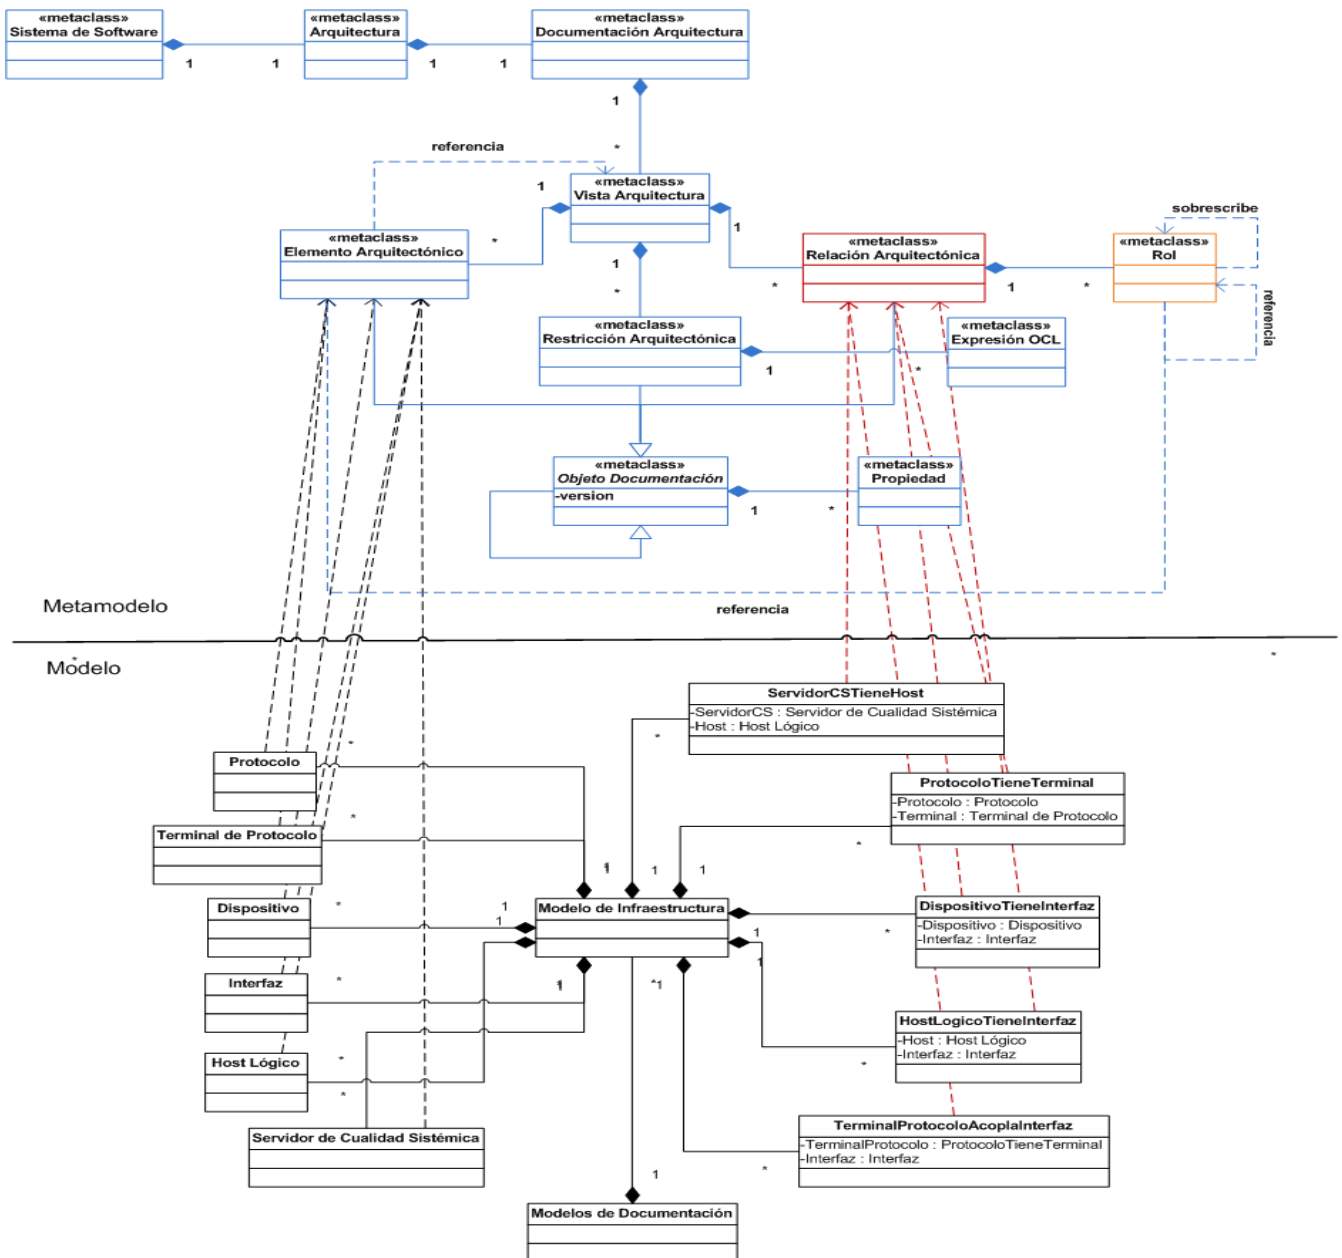 «metaclass»
Sistema de Software
«metaclass»
Arquitectura
«metaclass»
Documentación Arquitectura
1
1
1
1
1
*
referencia
«metaclass»
Vista Arquitectura
1
*
1
1
*
*
«metaclass»
Elemento Arquitectónico
«metaclass»
Relación Arquitectónica
1
*
sobrescribe
«metaclass»
Rol
referencia
«metaclass»
Restricción Arquitectónica
1
*
«metaclass»
Expresión OCL
«metaclass»
Objeto Documentación
-version
1
*
«metaclass»
Propiedad
referencia
Metamodelo
Modelo
*
*
ServidorCSTieneHost
-ServidorCS : Servidor de Cualidad Sistémica
-Host : Host Lógico
*
Protocolo
*
ProtocoloTieneTerminal
-Protocolo : Protocolo
-Terminal : Terminal de Protocolo
*
Terminal de Protocolo
*
1
1
1
Dispositivo
*
1
1
Modelo de Infraestructura
1
1
DispositivoTieneInterfaz
-Dispositivo : Dispositivo
-Interfaz : Interfaz
*
Interfaz
*
1
*
1
HostLogicoTieneInterfaz
-Host : Host Lógico
-Interfaz : Interfaz
*
Host Lógico
*
*
Servidor de Cualidad Sistémica
TerminalProtocoloAcoplaInterfaz
-TerminalProtocolo : ProtocoloTieneTerminal
-Interfaz : Interfaz
*
1
Modelos de Documentación